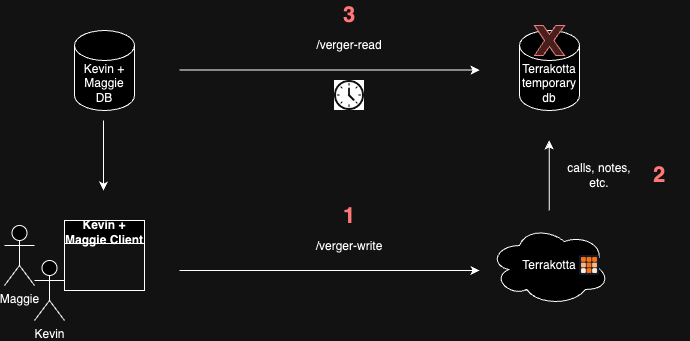 3
/verger-read
Kevin +
Maggie
DB
Terrakotta
temporary
db
calls, notes,
etc.
2
1
/verger-write
Kevin +
Maggie Client
Terrakotta
Maggie
Kevin